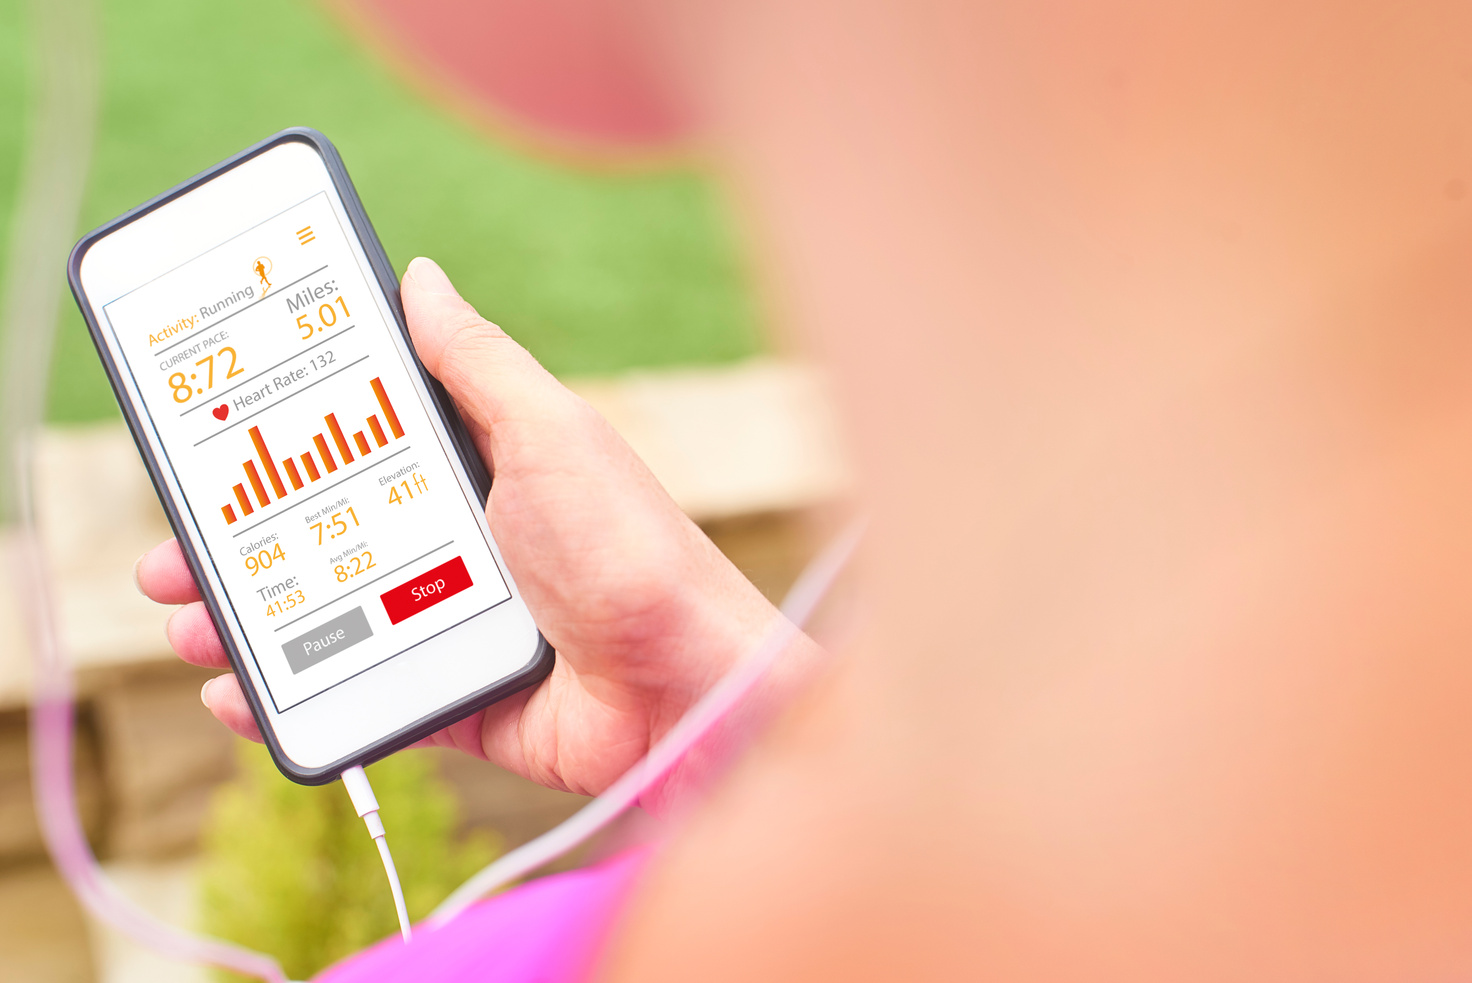 Activity: Running
CURRENT PACE:
8:72
Miles:
5.01
Heart Rate: 132
Calories:
904
Best Min/Mi:
7:51
Elevation:
41ft
Time:
41:53
Avg Min/Mi:
8:22
Pause
Stop